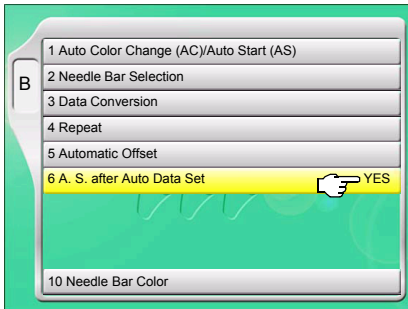 B
1 Auto Color Change (AC)/Auto Start (AS)
2 Needle Bar Selection
3 Data Conversion
4 Repeat
5 Automatic Offset
6 A. S. after Auto Data Set YES
10 Needle Bar Color